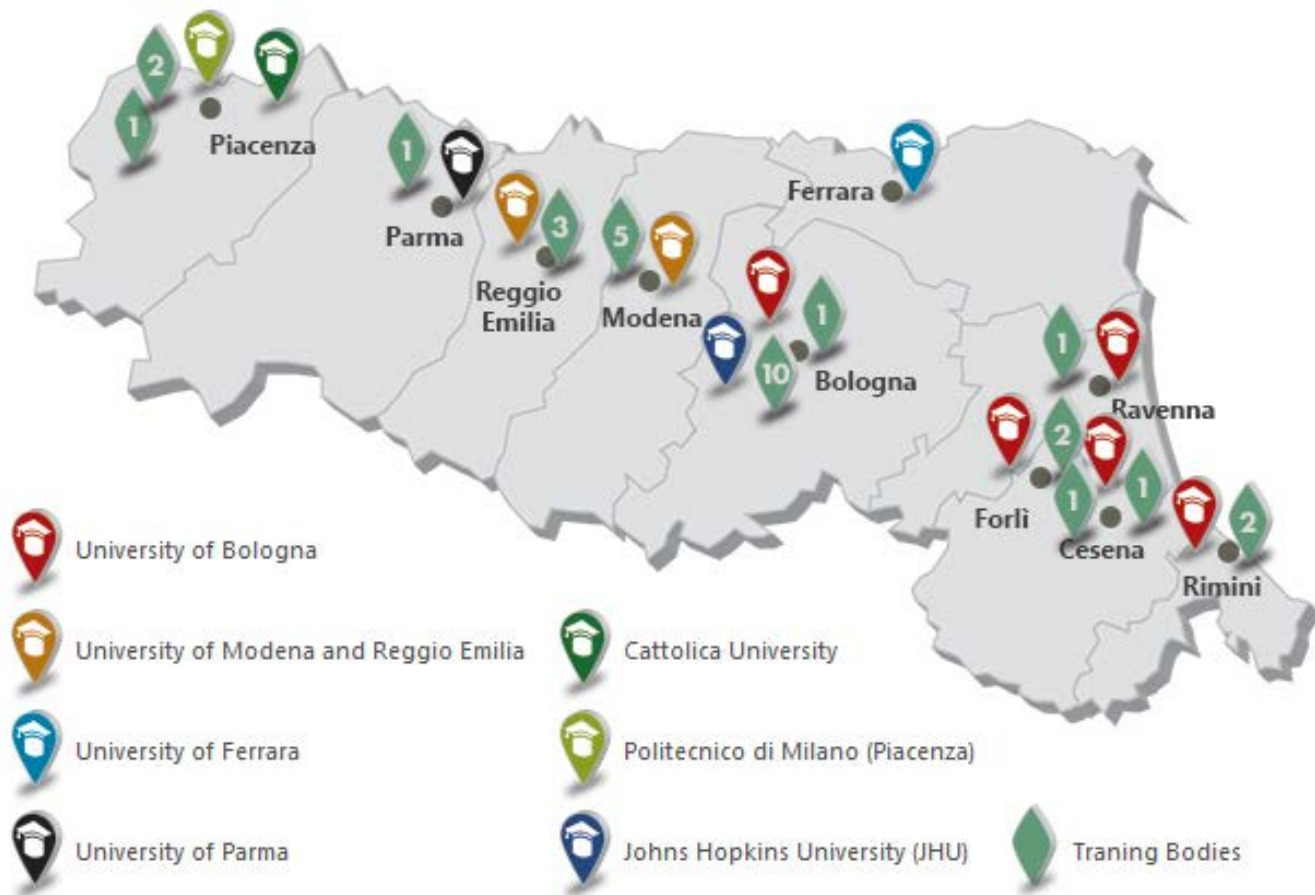 2
1
Piacenza
1
Parma
Ferrara
3
Reggio
Emilia
5
Modena
1
10
Bologna
1
Ravenna
2
Forlì
1
1
Cesena
2
Rimini
University of Bologna
University of Modena and Reggio Emilia
Cattolica University
University of Ferrara
Politecnico di Milano (Piacenza)
University of Parma
Johns Hopkins University (JHU)
Traning Bodies